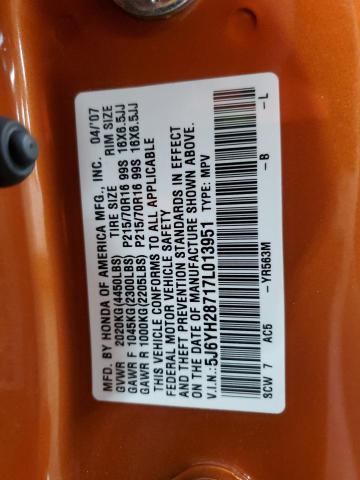 MFD. BY HONDA OF AMERICA MFG., INC. 04/'07
TIRE SIZE RIM SIZE
GVWR 2020KG(4450LBS)
GAWR F 1045KG(2300LBS) P215/70R16 99S 16X6.5JJ
GAWR R 1000KG(2205LBS) P215/70R16 99S 16X6.5JJ
THIS VEHICLE CONFORMS TO ALL APPLICABLE
FEDERAL MOTOR VEHICLE SAFETY STANDARDS IN EFFECT
ON THE DATE OF MANUFACTURE SHOWN ABOVE.
V.I.N.:5J6YH28717L013951 TYPE: MPV
SCW 7 AC5 -YR563M -B -L